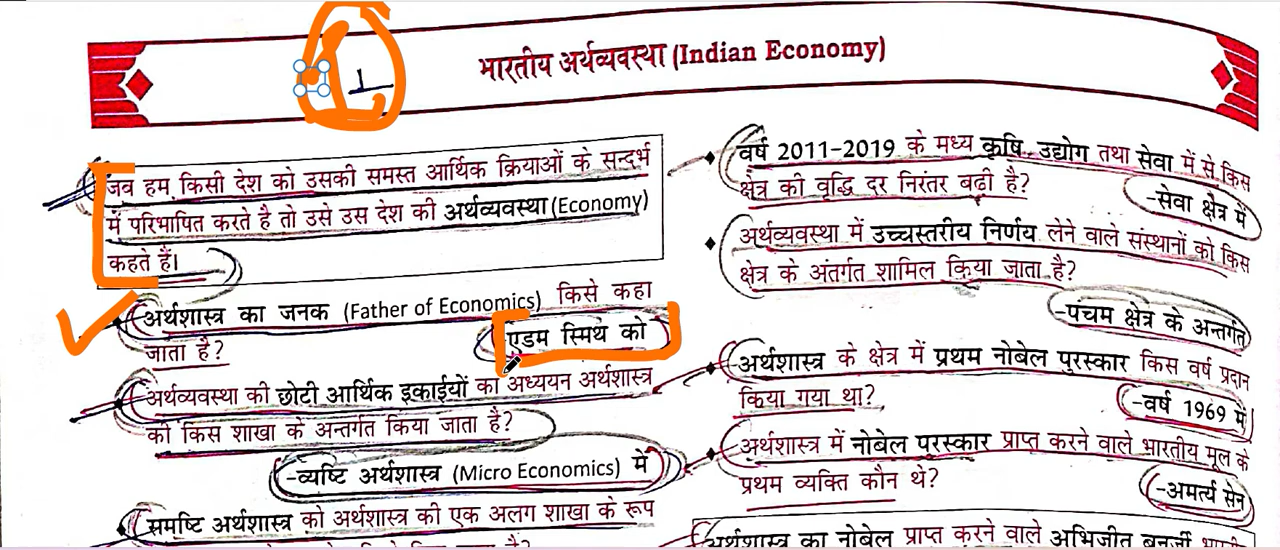 भारतीय अर्थव्यवस्था (Indian Economy)
जब हम किसी देश को उसकी समस्त आर्थिक क्रियाओं के सन्दर्भ
में परिभाषित करते है तो उसे उस देश की अर्थव्यवस्था (Economy)
कहते हैं।
अर्थशास्त्र का जनक (Father of Economics) किसे कहा
जाता है?
एडम स्मिथ को
अर्थव्यवस्था की छोटी आर्थिक इकाईयों का अध्ययन अर्थशास्त्र
की किस शाखा के अन्तर्गत किया जाता है?
-व्यष्टि अर्थशास्त्र (Micro Economics) में
समष्टि अर्थशास्त्र को अर्थशास्त्र की एक अलग शाखा के रूप
वर्ष 2011-2019 के मध्य कृषि, उद्योग तथा सेवा में से किस
क्षेत्र की वृद्धि दर निरंतर बढ़ी है?
-सेवा क्षेत्र में
अर्थव्यवस्था में उच्चस्तरीय निर्णय लेने वाले संस्थानों को किस
क्षेत्र के अंतर्गत शामिल किया जाता है?
-पंचम क्षेत्र के अन्तर्गत
अर्थशास्त्र के क्षेत्र में प्रथम नोबेल पुरस्कार किस वर्ष प्रदान
किया गया था?
-वर्ष 1969 में
अर्थशास्त्र में नोबेल पुरस्कार प्राप्त करने वाले भारतीय मूल के
प्रथम व्यक्ति कौन थे?
-अमर्त्य सेन
अर्थशास्त्र का नोबेल प्राप्त करने वाले अभिजीत बनर्जी